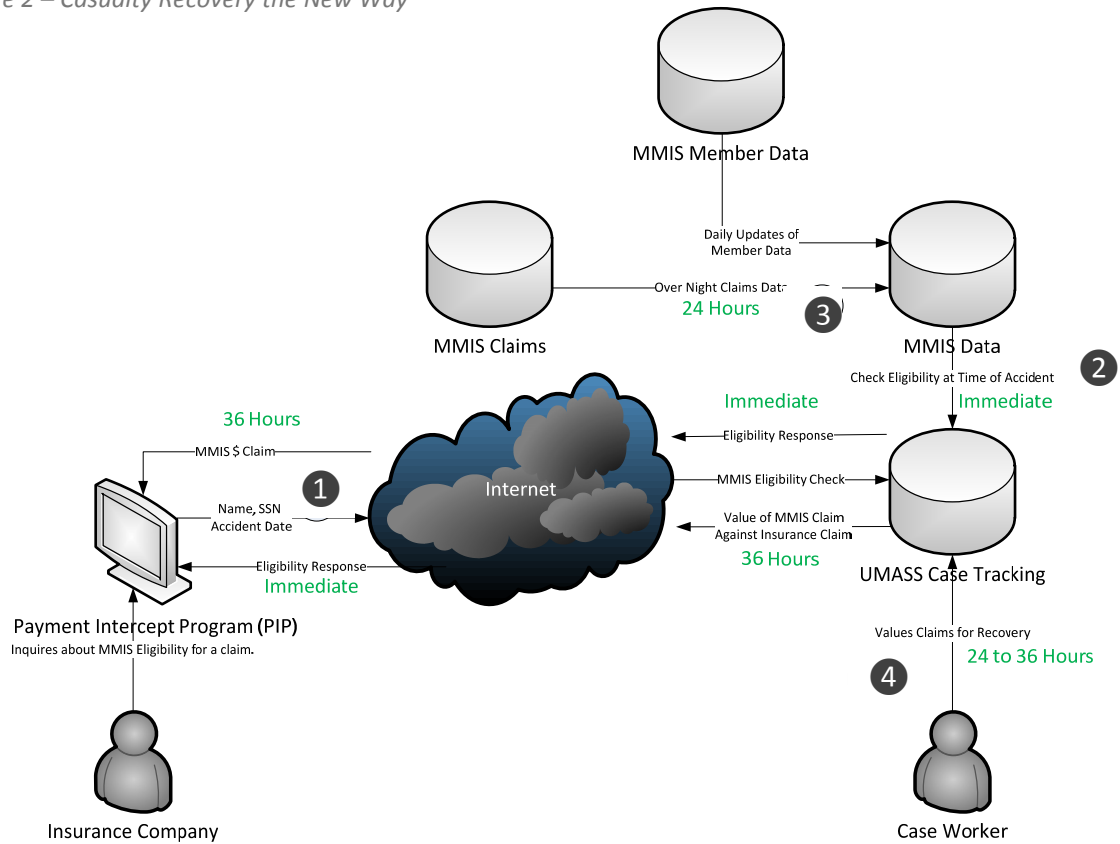 e 2 – Casualty Recovery the New Way
MMIS Member Data
Daily Updates of
Member Data
Over Night Claims Dat
24 Hours
3
MMIS Claims
MMIS Data
2
Check Eligibility at Time of Accident
Immediate
Immediate
36 Hours
Eligibility Response
MMIS $ Claim
MMIS Eligibility Check
Internet
1
Name, SSN
Accident Date
Value of MMIS Claim
Against Insurance Claim
36 Hours
Eligibility Response
Immediate
UMASS Case Tracking
Payment Intercept Program (PIP)
Inquires about MMIS Eligibility for a claim.
Values Claims for Recovery
24 to 36 Hours
4
Insurance Company
Case Worker